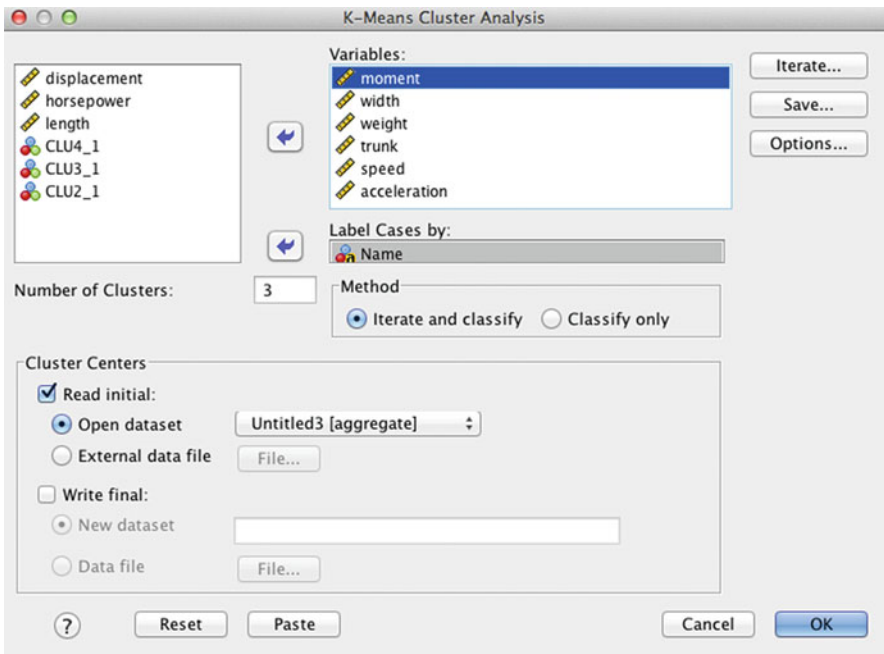 K-Means Cluster Analysis
displacement
horsepower
length
CLU4_1
CLU3_1
CLU2_1
Variables:
moment
width
weight
trunk
speed
acceleration
Iterate...
Save...
Options...
Label Cases by:
Name
Number of Clusters:
3
Method
Iterate and classify
Classify only
Cluster Centers
Read initial:
Open dataset
Untitled3 [aggregate]
External data file
File...
Write final:
New dataset
Data file
File...
?
Reset
Paste
Cancel
OK